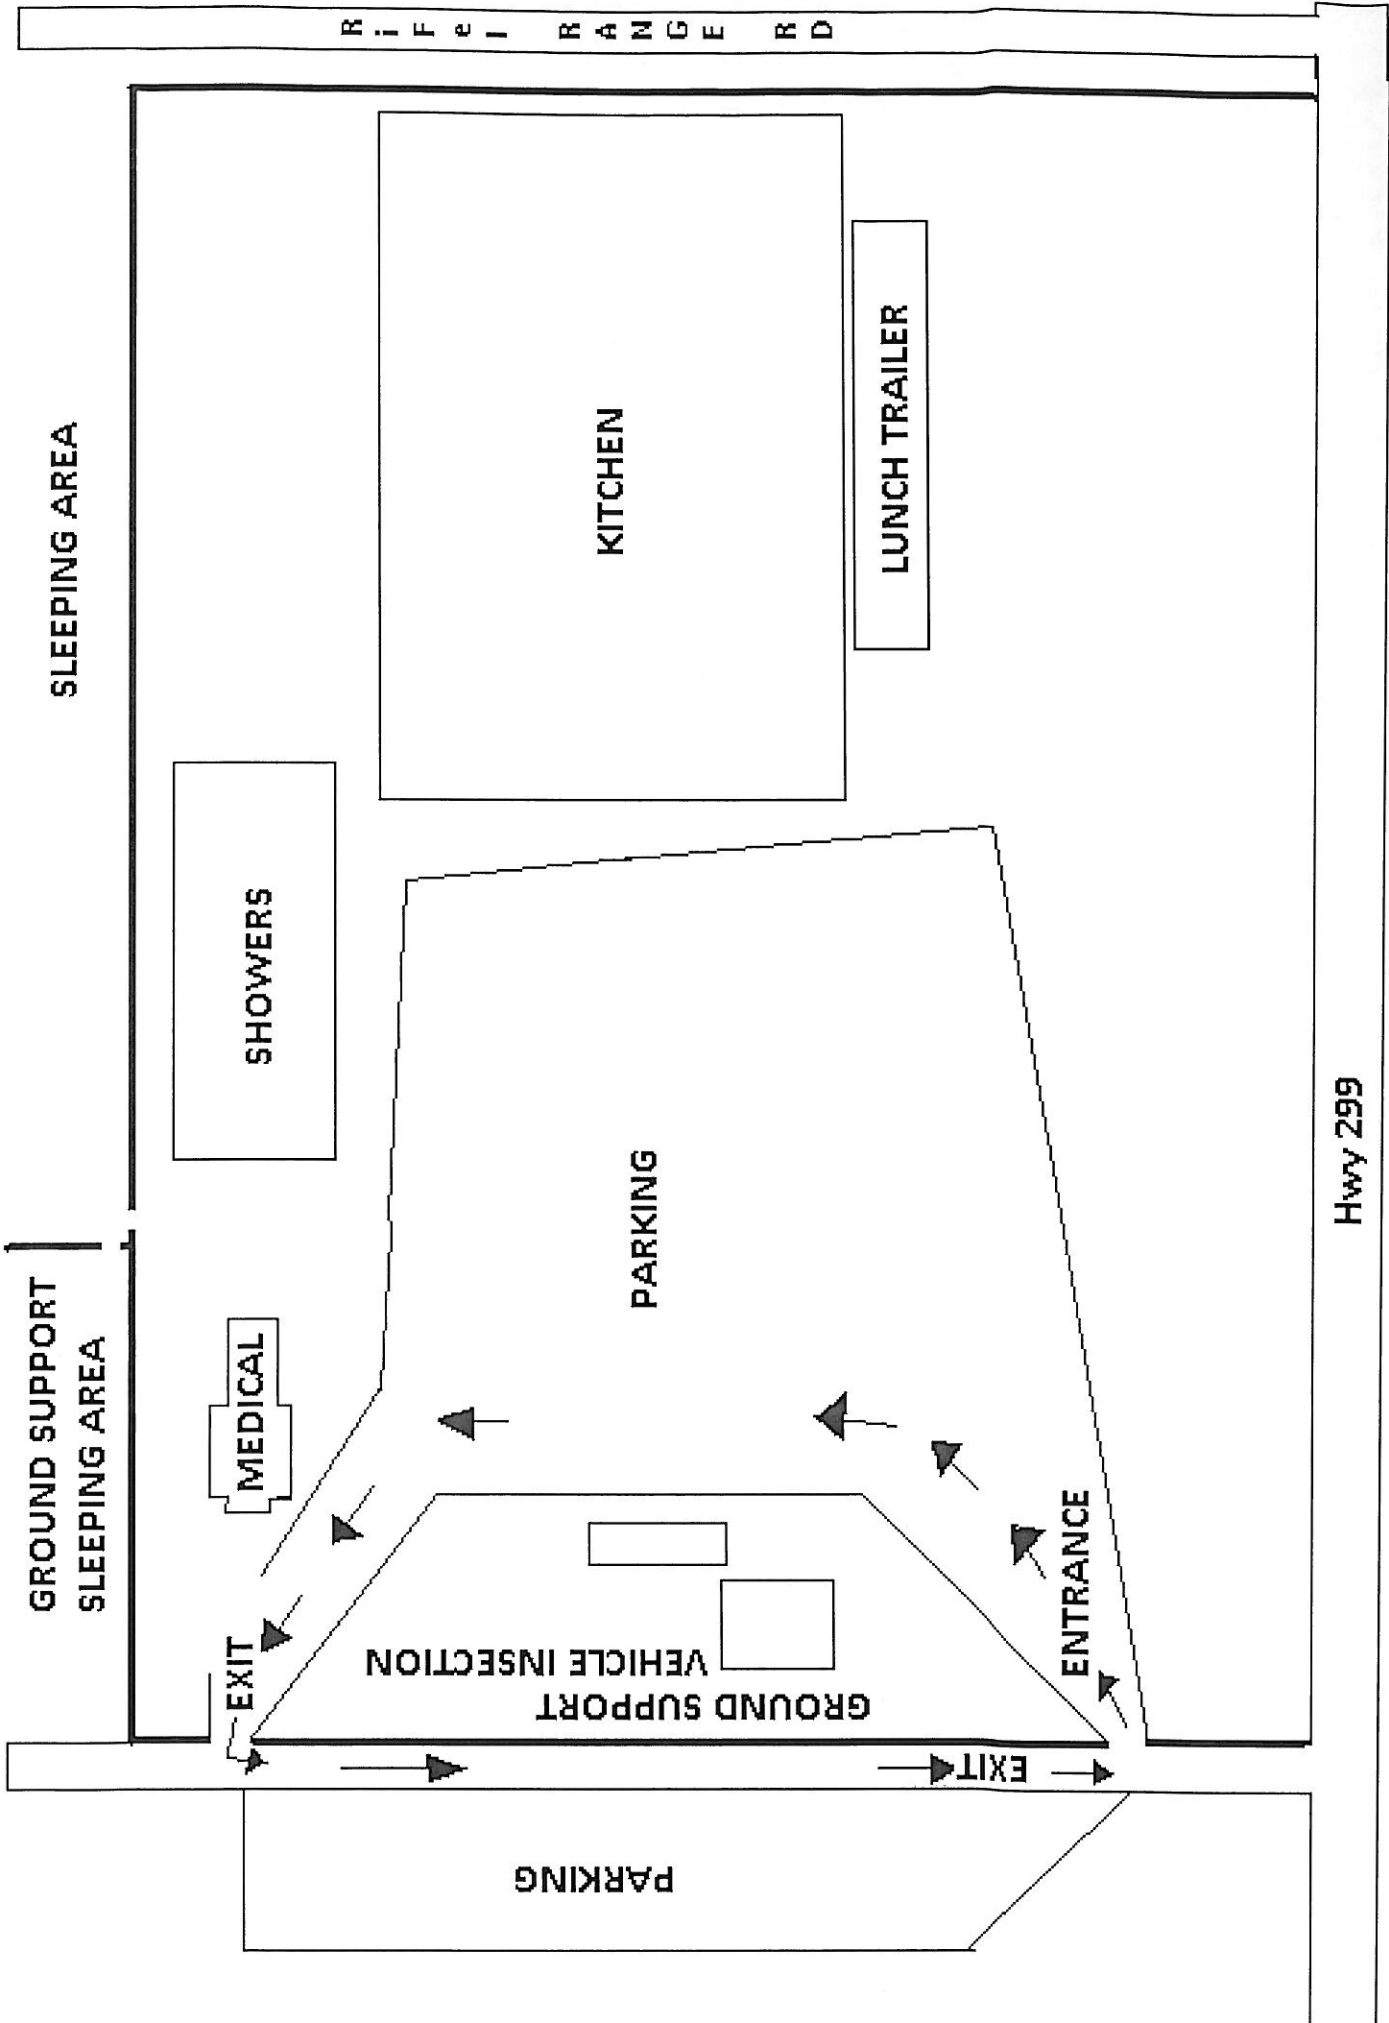 GROUND SUPPORT
SLEEPING AREA
SLEEPING AREA
EXIT
MEDICAL
SHOWERS
RiFel RANGE RD
PARKING
GROUND SUPPORT
VEHICLE INSECTION
PARKING
KITCHEN
LUNCH TRAILER
EXIT
ENTRANCE
Hwy 299